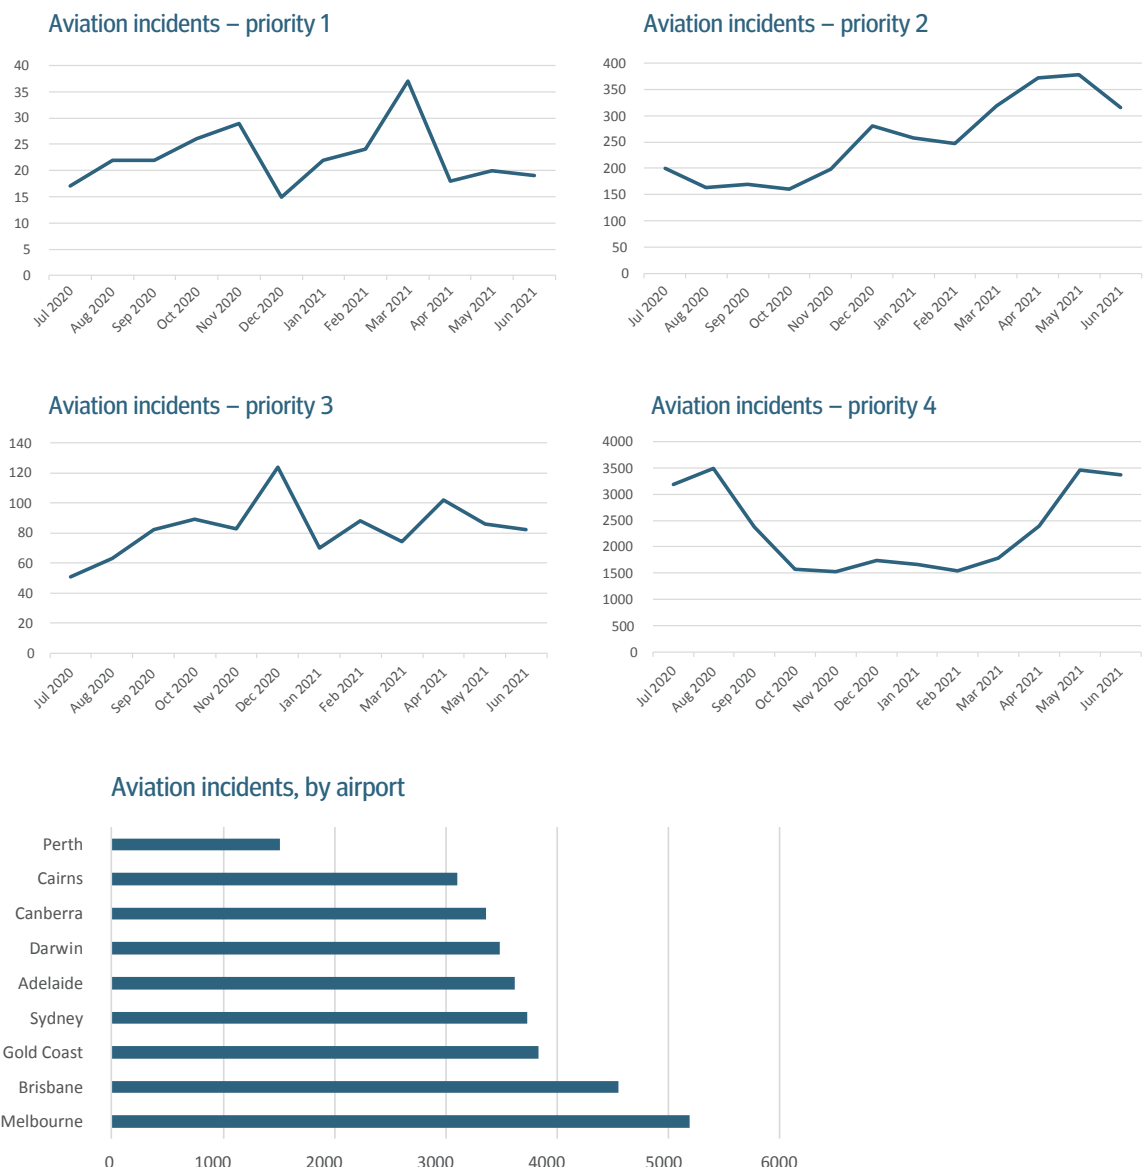 Aviation incidents – priority 1
40
35
30
25
20
15
10
5
0
Jul 2020
Aug 2020
Sep 2020
Oct 2020
Nov 2020
Dec 2020
Jan 2021
Feb 2021
Mar 2021
Apr 2021
May 2021
Jun 2021
Aviation incidents – priority 2
400
350
300
250
200
150
100
50
0
Jul 2020
Aug 2020
Sep 2020
Oct 2020
Nov 2020
Dec 2020
Jan 2021
Feb 2021
Mar 2021
Apr 2021
May 2021
Jun 2021
Aviation incidents – priority 3
140
120
100
80
60
40
20
0
Jul 2020
Aug 2020
Sep 2020
Oct 2020
Nov 2020
Dec 2020
Jan 2021
Feb 2021
Mar 2021
Apr 2021
May 2021
Jun 2021
Aviation incidents – priority 4
4000
3500
3000
2500
2000
1500
1000
500
0
Jul 2020
Aug 2020
Sep 2020
Oct 2020
Nov 2020
Dec 2020
Jan 2021
Feb 2021
Mar 2021
Apr 2021
May 2021
Jun 2021
Aviation incidents, by airport
Perth
Cairns
Canberra
Darwin
Adelaide
Sydney
Gold Coast
Brisbane
Melbourne
0 1000 2000 3000 4000 5000 6000